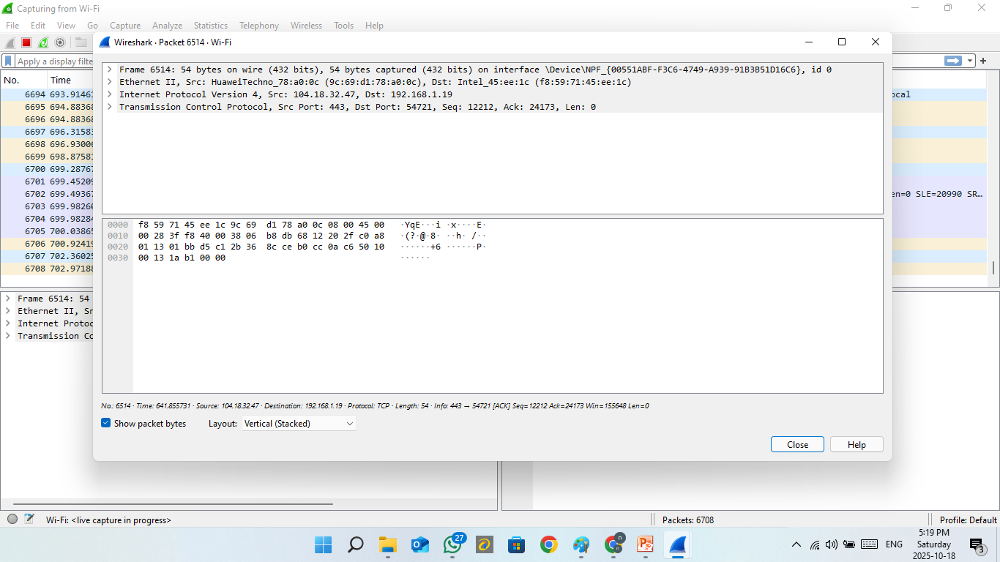 Capturing from Wi-Fi
File Edit View Go Capture Analyze Statistics Telephony Wireless Tools Help
Wireshark · Packet 6514 · Wi-Fi
Apply a display filte
No. Time
6694 693.91461
6695 694.88368
6696 694.88368
6697 696.31583
6698 696.93006
6699 698.87581
6700 699.28767
6701 699.45209
6702 699.49367
6703 699.98260
6704 699.98284
6705 700.03865
6706 700.92419
6707 702.36025
6708 702.97188
ocal
en=0 SLE=20990 SR…
Frame 6514: 54 bytes on wire (432 bits), 54 bytes captured (432 bits) on interface \Device\NPF_{00551ABF-F3C6-4749-A939-91B3B51D16C6}, id 0
Ethernet II, Src: HuaweiTechno_78:a0:0c (9c:69:d1:78:a0:0c), Dst: Intel_45:ee:1c (f8:59:71:45:ee:1c)
Internet Protocol Version 4, Src: 104.18.32.47, Dst: 192.168.1.19
Transmission Control Protocol, Src Port: 443, Dst Port: 54721, Seq: 12212, Ack: 24173, Len: 0
0000 f8 59 71 45 ee 1c 9c 69 d1 78 a0 0c 08 00 45 00 ·YqE···i ·x····E·
0010 00 28 3f f8 40 00 38 06 b8 db 68 12 20 2f c0 a8 ·(?·@·8· ··h· /··
0020 01 13 01 bb d5 c1 2b 36 8c ce b0 cc 0a c6 50 10 ······+6 ······P·
0030 00 13 1a b1 00 00 ······
Frame 6514: 54
Ethernet II, Sr
Internet Protoc
Transmission Co
No.: 6514 · Time: 641.855731 · Source: 104.18.32.47 · Destination: 192.168.1.19 · Protocol: TCP · Length: 54 · Info: 443 → 54721 [ACK] Seq=12212 Ack=24173 Win=155648 Len=0
Show packet bytes Layout: Vertical (Stacked)
Close Help
Wi-Fi: <live capture in progress> Packets: 6708 Profile: Default
27
n
n
ENG
5:19 PM
Saturday
2025-10-18
3